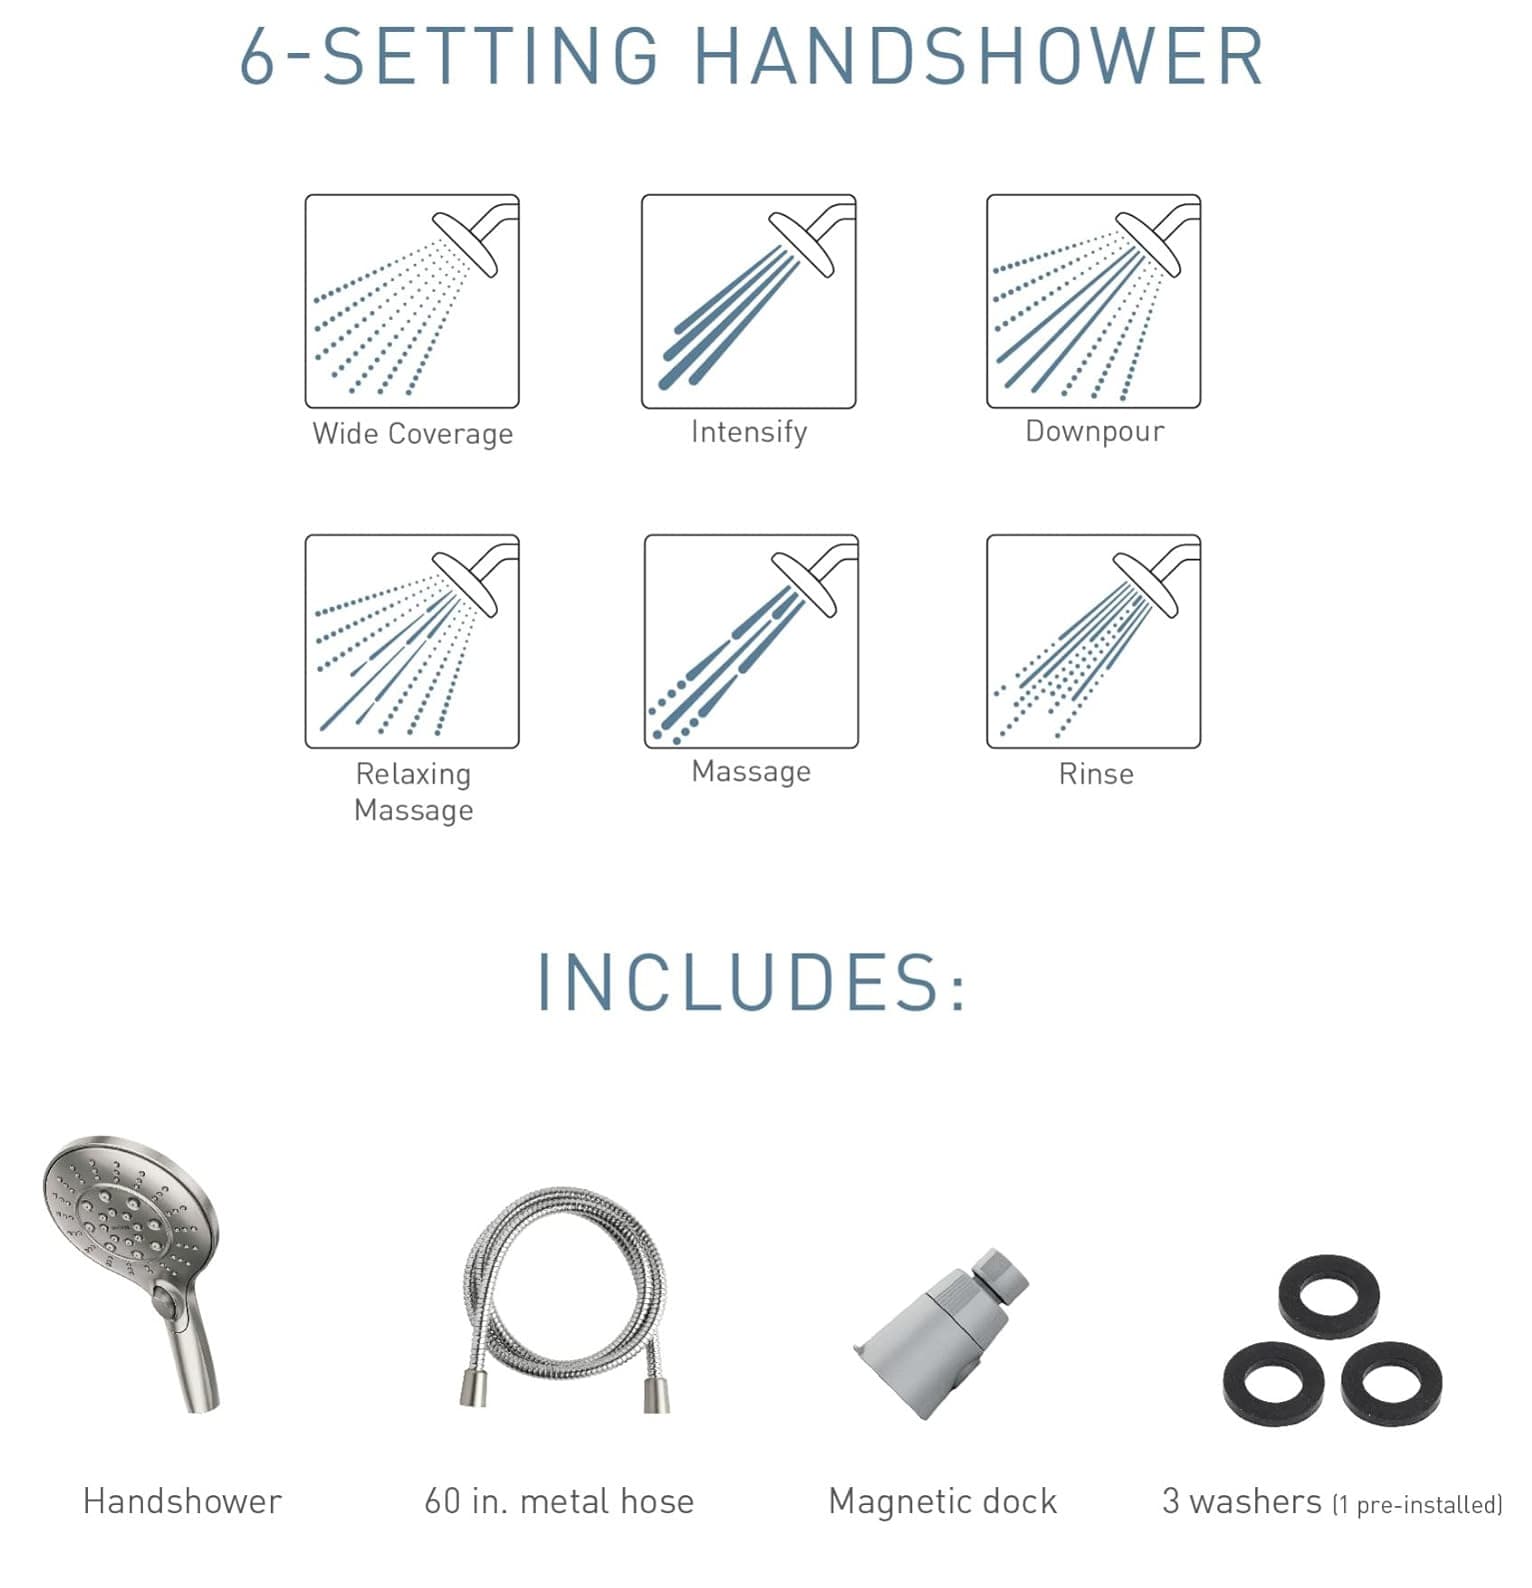 6-SETTING HANDSHOWER
Wide Coverage
Intensify
Downpour
Relaxing
Massage
Massage
Rinse
INCLUDES:
Handshower
60 in. metal hose
Magnetic dock
3 washers (1 pre-installed)